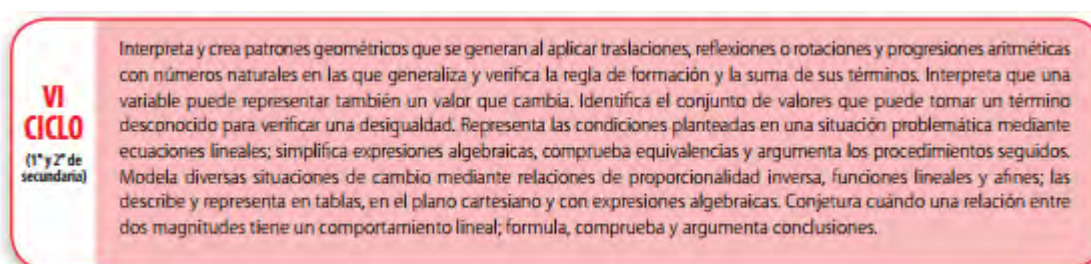 VI
CICLO
(1° y 2° de
secundaria)
Interpreta y crea patrones geométricos que se generan al aplicar traslaciones, reflexiones o rotaciones y progresiones aritméticas
con números naturales en las que generaliza y verifica la regla de formación y la suma de sus términos. Interpreta que una
variable puede representar también un valor que cambia. Identifica el conjunto de valores que puede tomar un término
desconocido para verificar una desigualdad. Representa las condiciones planteadas en una situación problemática mediante
ecuaciones lineales; simplifica expresiones algebraicas, comprueba equivalencias y argumenta los procedimientos seguidos.
Modela diversas situaciones de cambio mediante relaciones de proporcionalidad inversa, funciones lineales y afines; las
describe y representa en tablas, en el plano cartesiano y con expresiones algebraicas. Conjetura cuándo una relación entre
dos magnitudes tiene un comportamiento lineal; formula, comprueba y argumenta conclusiones.